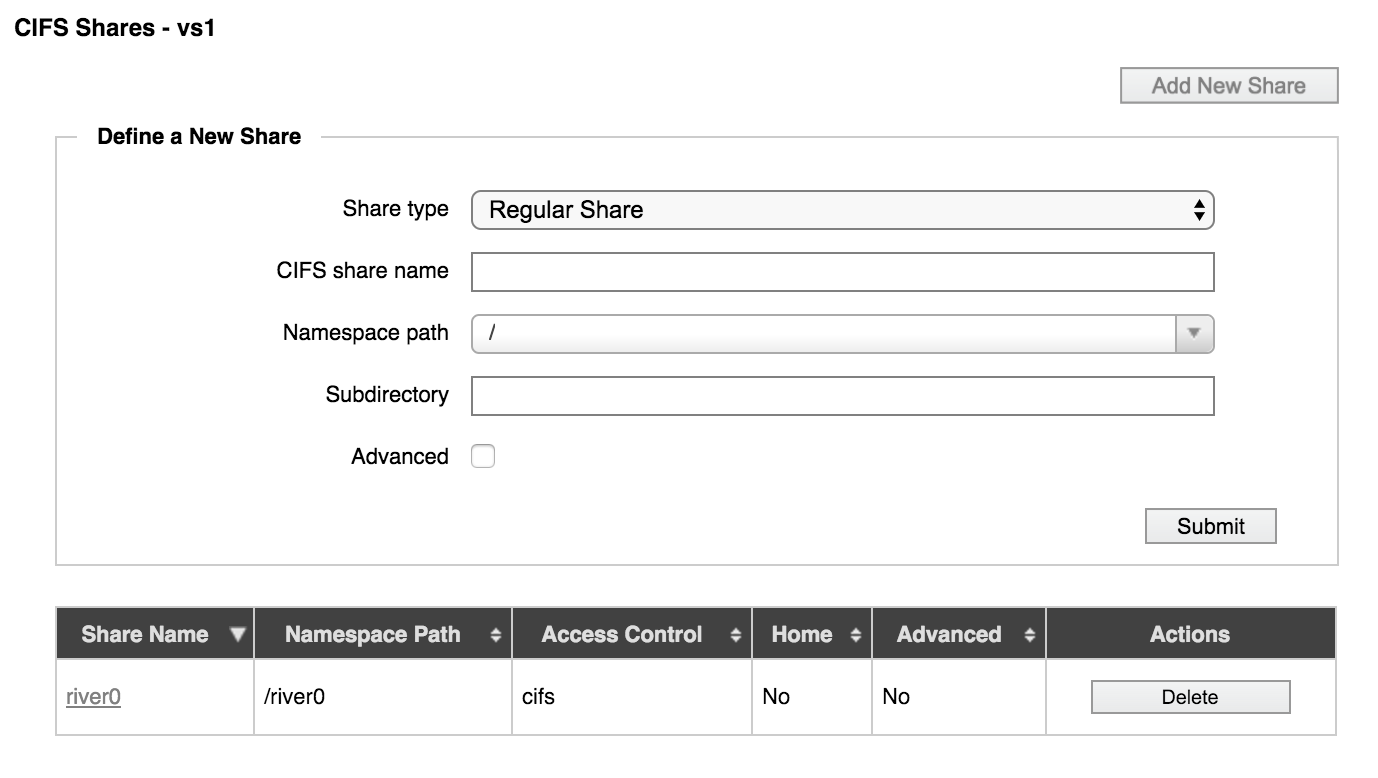 CIFS Shares - vs1
Add New Share
Define a New Share
Share type Regular Share
CIFS share name
Namespace path /
Subdirectory
Advanced
Submit
Share Name Namespace Path Access Control Home Advanced Actions
river0 /river0 cifs No No Delete